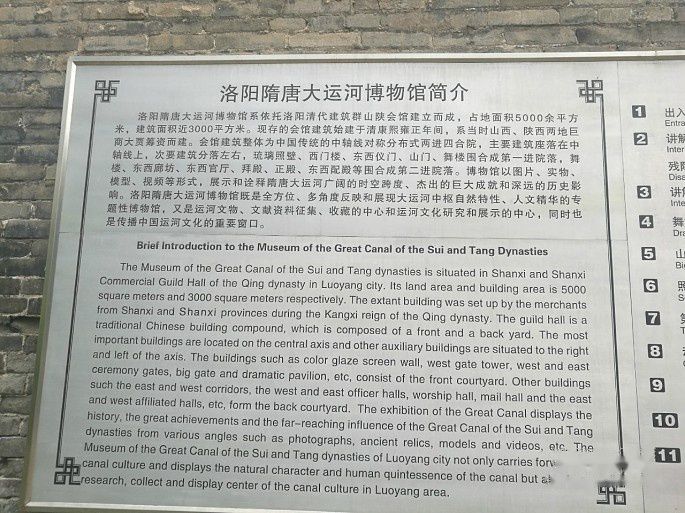 洛阳隋唐大运河博物馆简介
洛阳隋唐大运河博物馆系依托洛阳清代建筑群山陕会馆建立而成，占地面积5000余平方
米，建筑面积近3000平方米。现存的会馆建筑始建于清康熙雍正年间，系当时山西、陕西两地巨
商大贾筹资而建。会馆建筑整体为中国传统的中轴线对称分布式两进四合院，主要建筑座落在中
轴线上，次要建筑分落左右，琉璃照壁、西门楼、东西仪门、山门、舞楼围合成第一进院落，舞
楼、东西廊坊、东西官厅、拜殿、正殿、东西配殿等围合成第二进院落。博物馆以图片、实物、
模型、视频等形式，展示和诠释隋唐大运河广阔的时空跨度、杰出的巨大成就和深远的历史影
响。洛阳隋唐大运河博物馆既是全方位、多角度反映和展现大运河中枢自然特性、人文精华的专
题性博物馆，又是运河文物、文献资料征集、收藏的中心和运河文化研究和展示的中心，同时也
是传播中国运河文化的重要窗口。
Brief Introduction to the Museum of the Great Canal of the Sui and Tang Dynasties
The Museum of the Great Canal of the Sui and Tang dynasties is situated in Shanxi and Shanxi
Commercial Guild Hall of the Qing dynasty in Luoyang city. Its land area and building area is 5000
square meters and 3000 square meters respectively. The extant building was set up by the merchants
from Shanxi and Shanxi provinces during the Kangxi reign of the Qing dynasty. The guild hall is a
traditional Chinese building compound, which is composed of a front and a back yard. The most
important buildings are located on the central axis and other auxiliary buildings are situated to the right
and left of the axis. The buildings such as color glaze screen wall, west gate tower, west and east
ceremony gates, big gate and dramatic pavilion, etc, consist of the front courtyard. Other buildings
such the east and west corridors, the west and east officer halls, worship hall, mail hall and the east
and west affiliated halls, etc, form the back courtyard. The exhibition of the Great Canal displays the
history, the great achievements and the far-reaching influence of the Great Canal of the Sui and Tang
dynasties from various angles such as photographs, ancient relics, models and videos, etc. The
Museum of the Great Canal of the Sui and Tang dynasties of Luoyang city not only carries
canal culture and displays the natural character and human quintessence of the canal but
research, collect and display center of the canal culture in Luoyang area.
1 出入
2 讲解
3 讲解
4
5
6
7
8
9
10
11